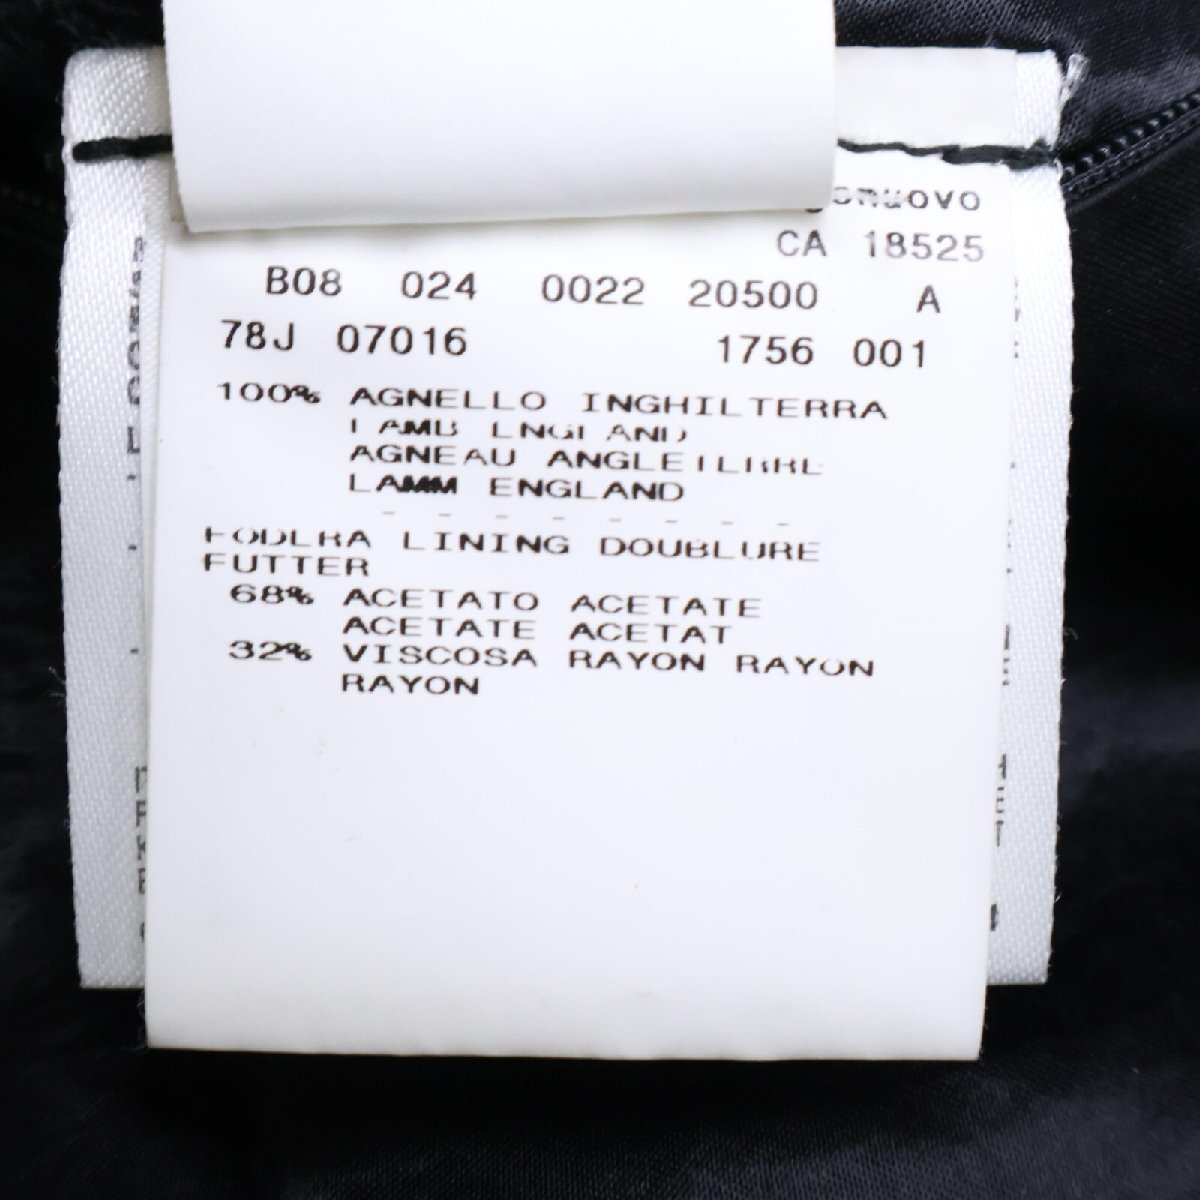 CA 18525
B08 024 0022 20500 A
78J 07016 1756 001
100% AGNELLO INGHILTERRA
LAMB ENGLAND
AGNEAU ANGLETERRE
LAMM ENGLAND
- - - - - - - -
FODERA LINING DOUBLURE
FUTTER
68% ACETATO ACETATE
ACETATE ACETAT
32% VISCOSA RAYON RAYON
RAYON